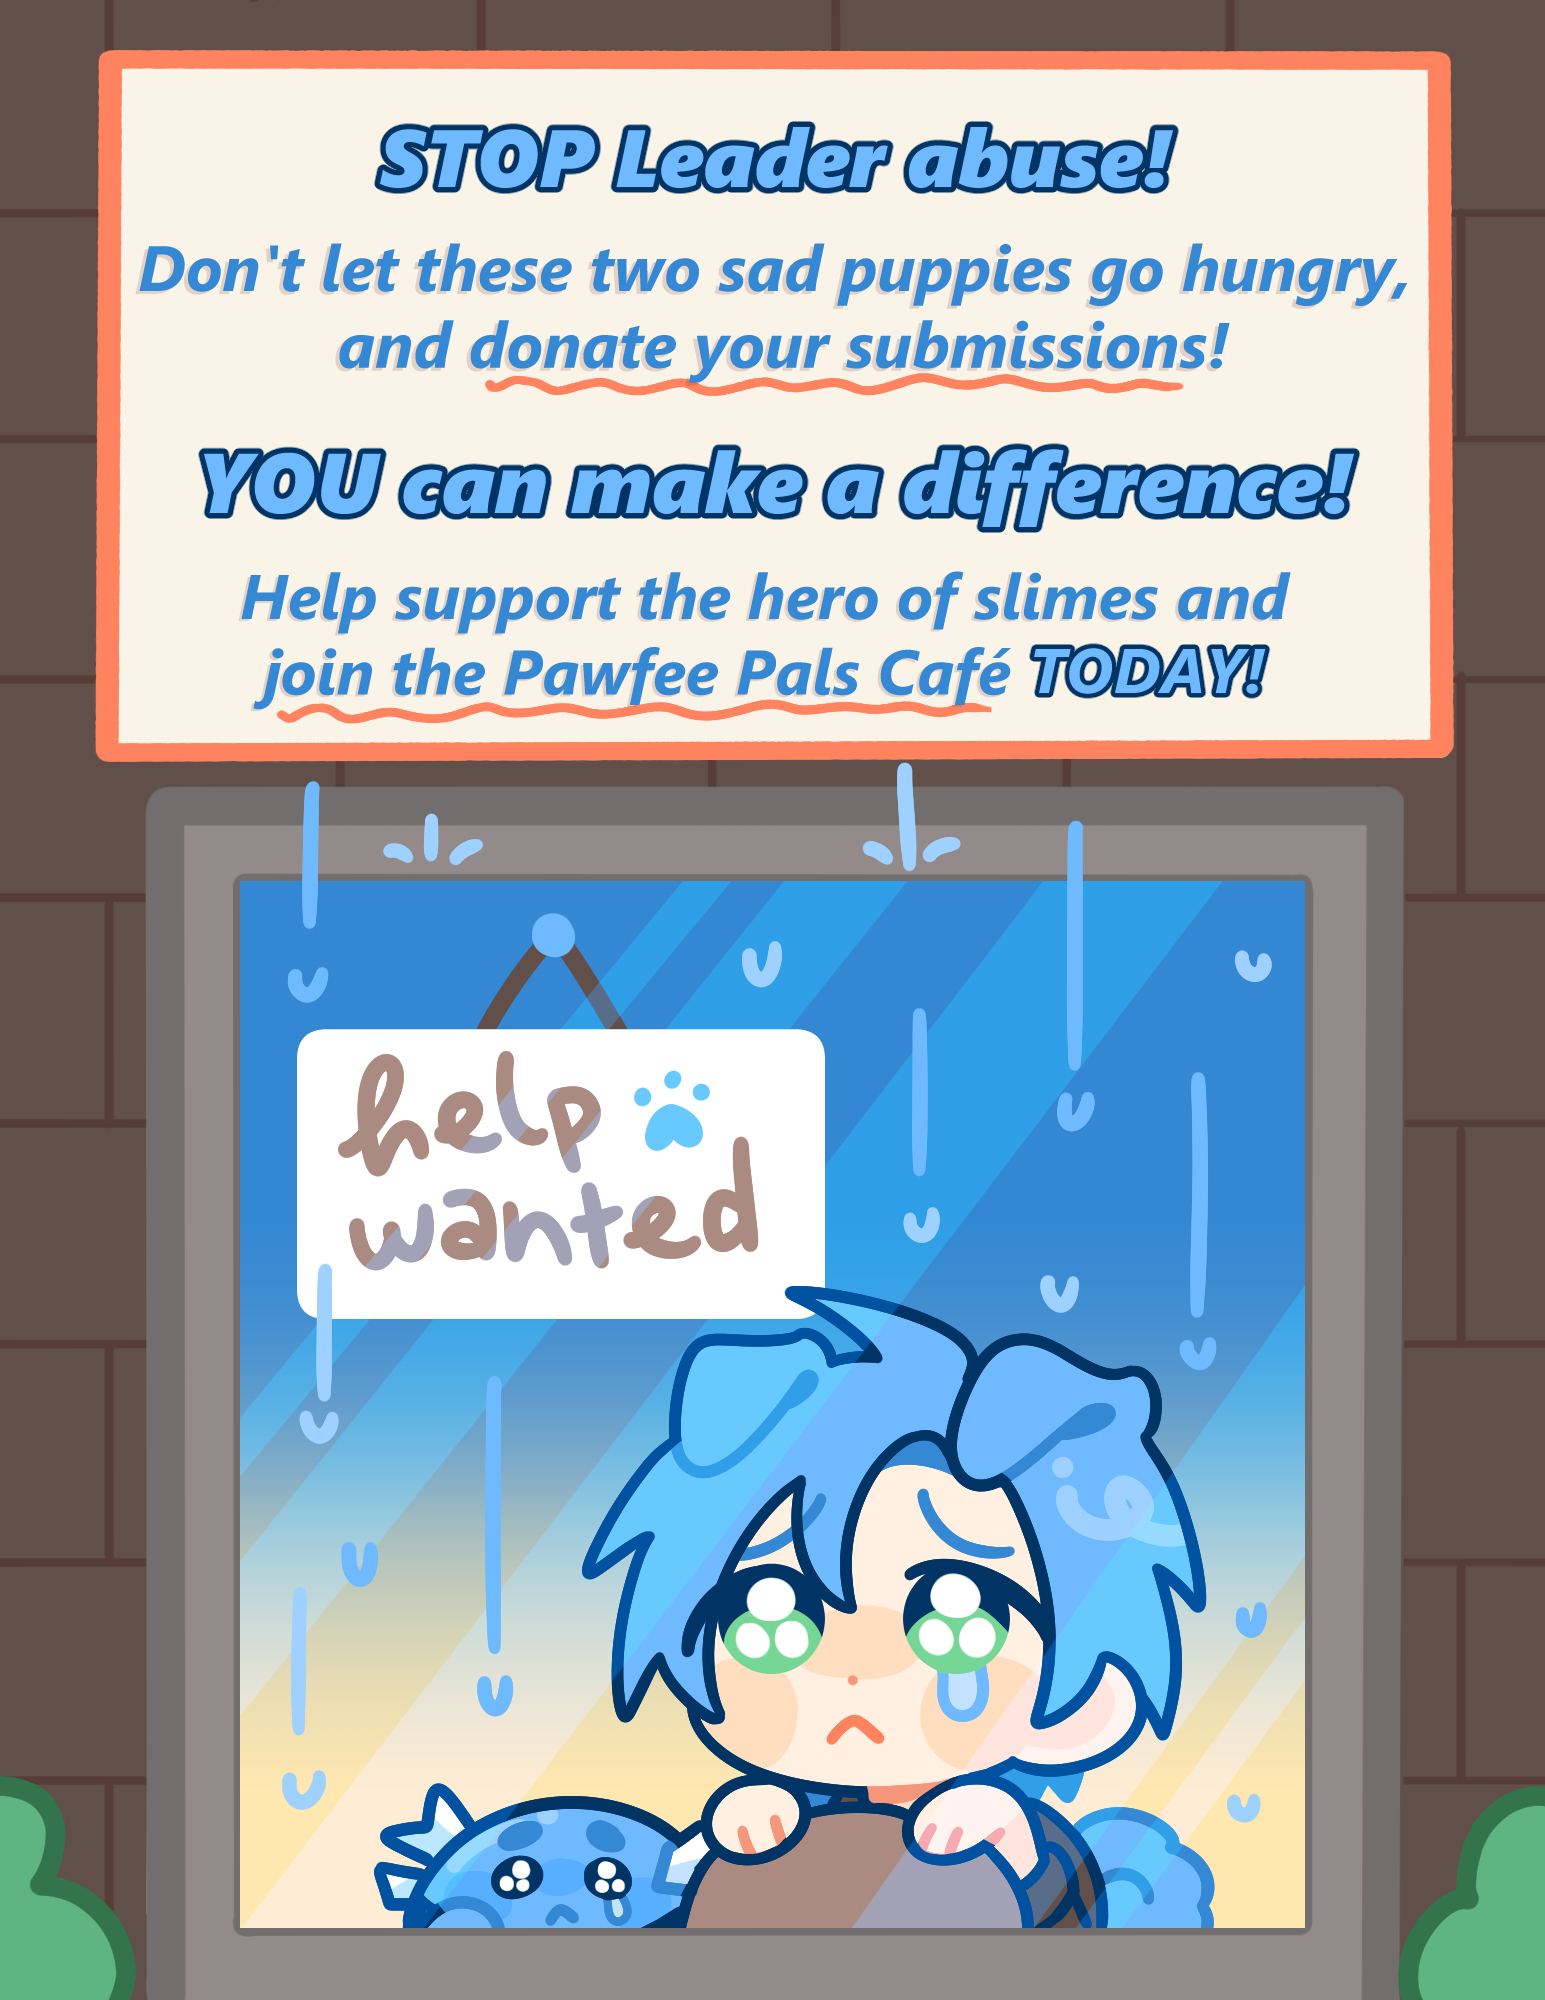 STOP Leader abuse!
Don't let these two sad puppies go hungry,
and donate your submissions!
YOU can make a difference!
Help support the hero of slimes and
join the Pawfee Pals Café TODAY!
help
wanted